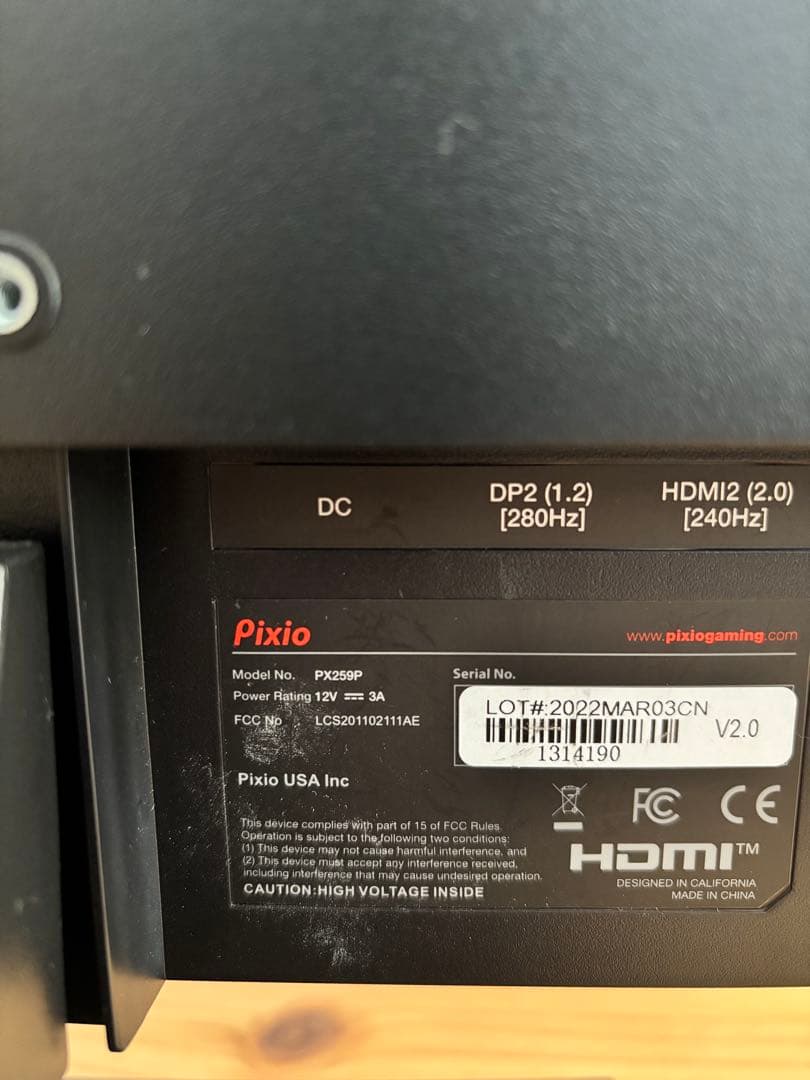 DC
DP2 (1.2)
[280Hz]
HDMI2 (2.0)
[240Hz]
Pixio
www.pixiogaming.com
Model No. PX259P
Power Rating 12V ⎓ 3A
FCC No LCS201102111AE
Serial No.
LOT#:2022MAR03CN
V2.0
1314190
Pixio USA Inc
This device complies with part of 15 of FCC Rules
Operation is subject to the following two conditions:
(1) This device may not cause harmful interference, and
(2) This device must accept any interference received,
including interference that may cause undesired operation.
CAUTION:HIGH VOLTAGE INSIDE
FC CE
HDMI™
DESIGNED IN CALIFORNIA
MADE IN CHINA